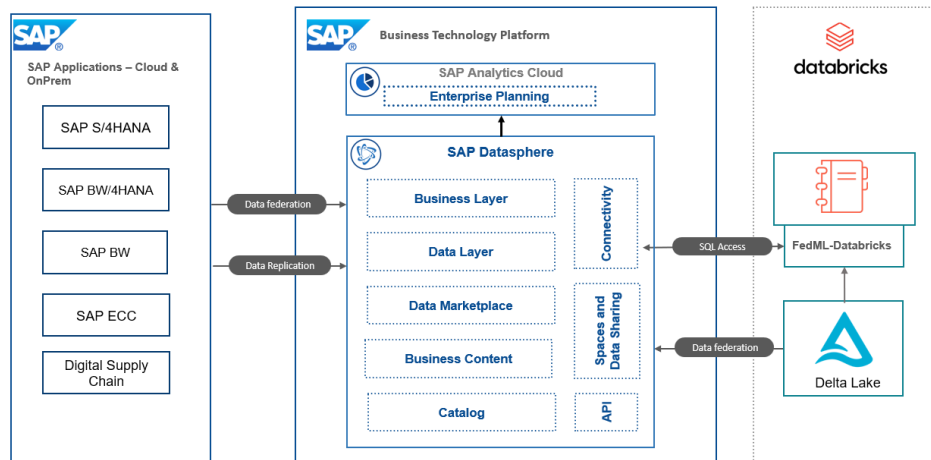 SAP®
SAP Applications – Cloud &
OnPrem
SAP S/4HANA
SAP BW/4HANA
SAP BW
SAP ECC
Digital Supply
Chain
Data federation
Data Replication
SAP®
Business Technology Platform
SAP Analytics Cloud
Enterprise Planning
SAP Datasphere
Business Layer
Data Layer
Data Marketplace
Business Content
Catalog
Connectivity
Spaces and
Data Sharing
API
SQL Access
Data federation
databricks
FedML-Databricks
Delta Lake